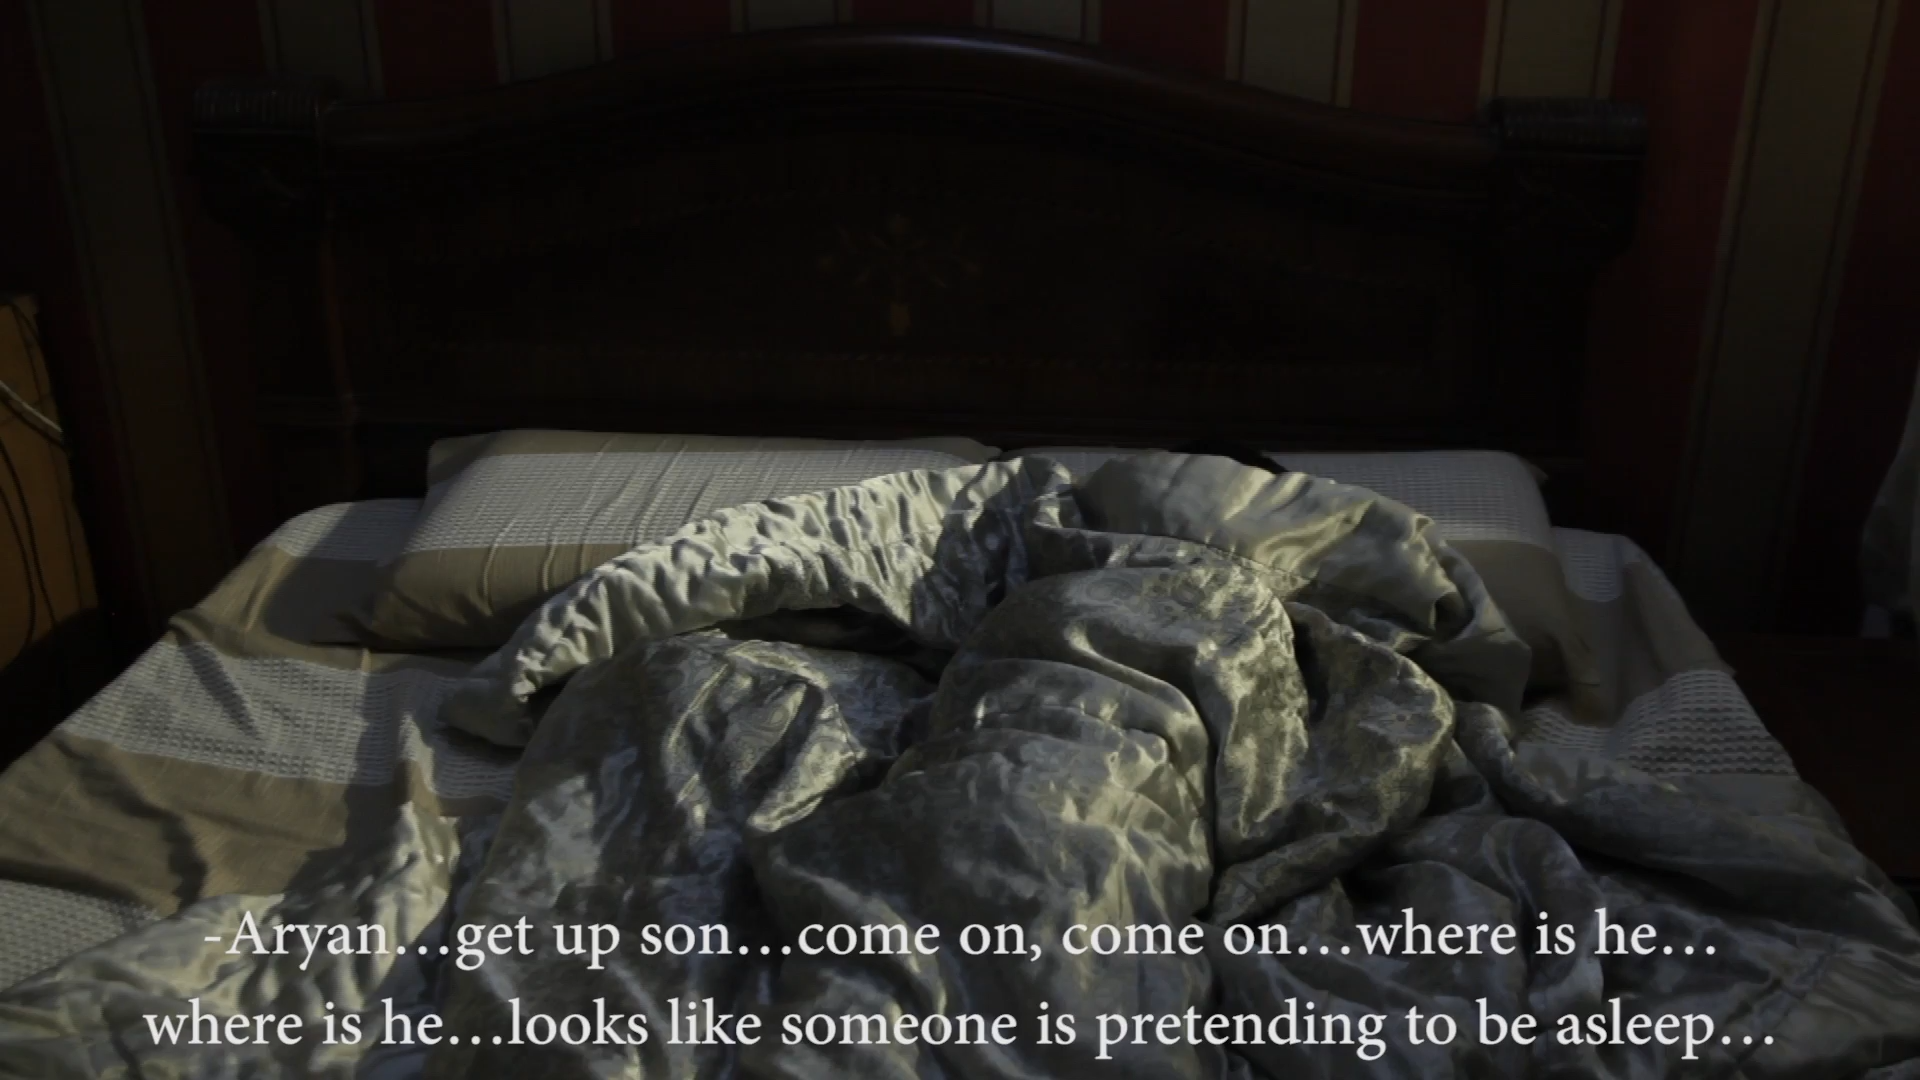 -Aryan…get up son…come on, come on…where is he…
where is he…looks like someone is pretending to be asleep…